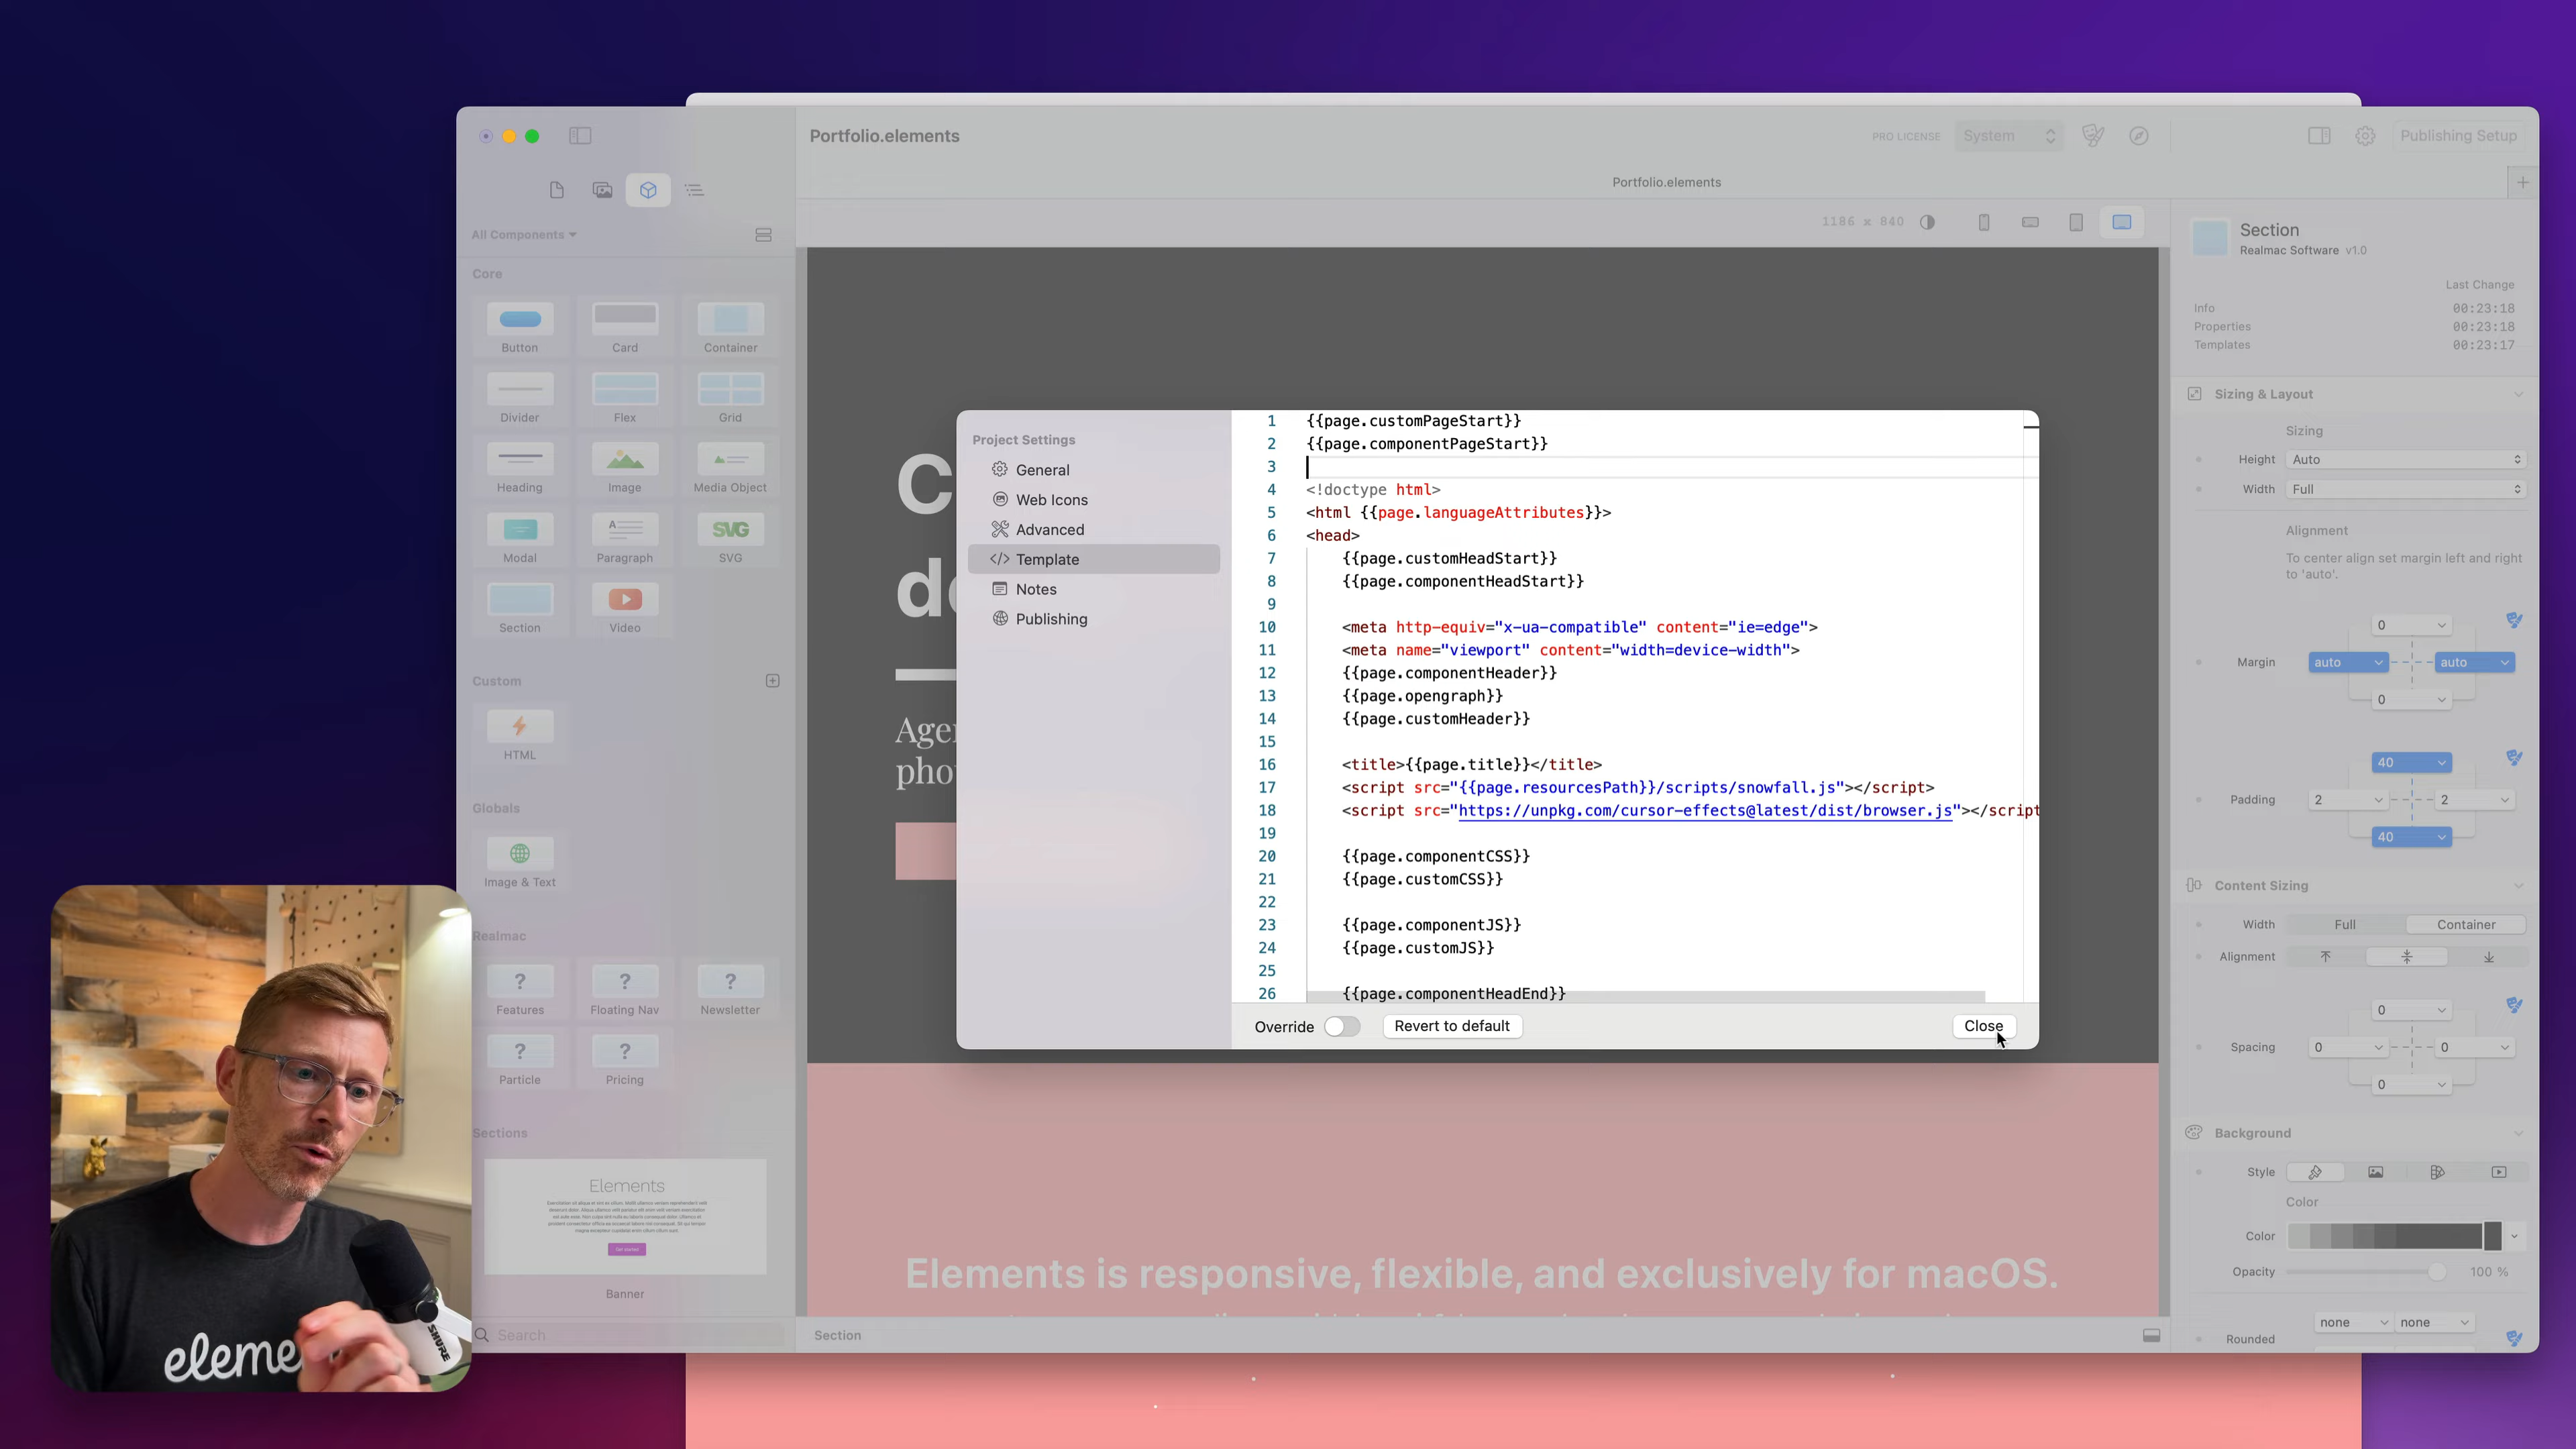 Portfolio.elements
PRO LICENSE
System
Publishing Setup
Portfolio.elements
1186 × 840
All Components
Core
Button
Card
Container
Divider
Flex
Grid
Heading
Image
Media Object
Modal
Paragraph
SVG
SVG
Section
Video
Custom
HTML
Globals
Image & Text
Realmac
Features
Floating Nav
Newsletter
Particle
Pricing
Sections
Elements
Banner
Search
C
d
Agen
pho
Project Settings
General
Web Icons
Advanced
Template
Notes
Publishing
1 {{page.customPageStart}}
2 {{page.componentPageStart}}
3
4 <!doctype html>
5 <html {{page.languageAttributes}}>
6 <head>
7 {{page.customHeadStart}}
8 {{page.componentHeadStart}}
9
10 <meta http-equiv="x-ua-compatible" content="ie=edge">
11 <meta name="viewport" content="width=device-width">
12 {{page.componentHeader}}
13 {{page.opengraph}}
14 {{page.customHeader}}
15
16 <title>{{page.title}}</title>
17 <script src="{{page.resourcesPath}}/scripts/snowfall.js"></script>
18 <script src="https://unpkg.com/cursor-effects@latest/dist/browser.js"></script
19
20 {{page.componentCSS}}
21 {{page.customCSS}}
22
23 {{page.componentJS}}
24 {{page.customJS}}
25
26 {{page.componentHeadEnd}}
Override
Revert to default
Close
Elements is responsive, flexible, and exclusively for macOS.
Section
Section
Realmac Software v1.0
Last Change
Info 00:23:18
Properties 00:23:18
Templates 00:23:17
Sizing & Layout
Sizing
Height Auto
Width Full
Alignment
To center align set margin left and right
to 'auto'.
0
Margin auto auto
0
40
Padding 2 2
40
Content Sizing
Width Full Container
Alignment
0
Spacing 0 0
0
Background
Style
Color
Color
Opacity 100 %
none none
Rounded
eleme
SHURE